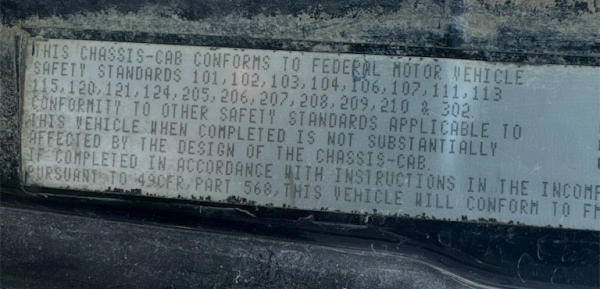 THIS CHASSIS-CAB CONFORMS TO FEDERAL MOTOR VEHICLE
SAFETY STANDARDS 101,102,103,104,106,107,111,113
115,120,121,124,205,206,207,208,209,210 & 302.
CONFORMITY TO OTHER SAFETY STANDARDS APPLICABLE TO
THIS VEHICLE WHEN COMPLETED IS NOT SUBSTANTIALLY
AFFECTED BY THE DESIGN OF THE CHASSIS-CAB.
IF COMPLETED IN ACCORDANCE WITH INSTRUCTIONS IN THE INCOMP
PURSUANT TO 49CFR,PART 568,THIS VEHICLE WILL CONFORM TO FM